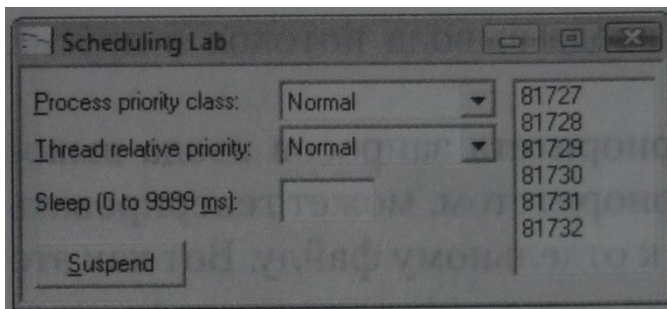 Scheduling Lab
Process priority class: Normal
Thread relative priority: Normal
Sleep (0 to 9999 ms):
Suspend
81727
81728
81729
81730
81731
81732